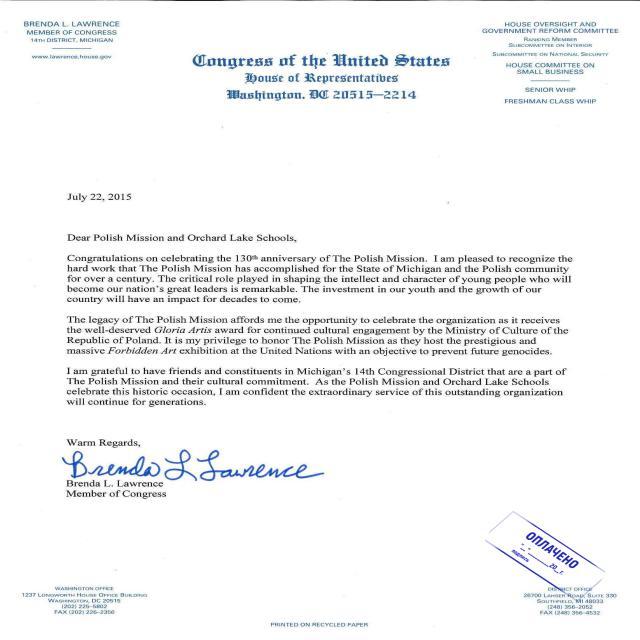 BRENDA L. LAWRENCE
MEMBER OF CONGRESS
14TH DISTRICT, MICHIGAN
www.lawrence.house.gov
Congress of the United States
House of Representatives
Washington, DC 20515–2214
HOUSE OVERSIGHT AND
GOVERNMENT REFORM COMMITTEE
RANKING MEMBER
SUBCOMMITTEE ON INTERIOR
SUBCOMMITTEE ON NATIONAL SECURITY
HOUSE COMMITTEE ON
SMALL BUSINESS
SENIOR WHIP
FRESHMAN CLASS WHIP
July 22, 2015
Dear Polish Mission and Orchard Lake Schools,
Congratulations on celebrating the 130th anniversary of The Polish Mission. I am pleased to recognize the
hard work that The Polish Mission has accomplished for the State of Michigan and the Polish community
for over a century. The critical role played in shaping the intellect and character of young people who will
become our nation's great leaders is remarkable. The investment in our youth and the growth of our
country will have an impact for decades to come.
The legacy of The Polish Mission affords me the opportunity to celebrate the organization as it receives
the well-deserved Gloria Artis award for continued cultural engagement by the Ministry of Culture of the
Republic of Poland. It is my privilege to honor The Polish Mission as they host the prestigious and
massive Forbidden Art exhibition at the United Nations with an objective to prevent future genocides.
I am grateful to have friends and constituents in Michigan's 14th Congressional District that are a part of
The Polish Mission and their cultural commitment. As the Polish Mission and Orchard Lake Schools
celebrate this historic occasion, I am confident the extraordinary service of this outstanding organization
will continue for generations.
Warm Regards,
Brenda L Lawrence
Brenda L. Lawrence
Member of Congress
ОПЛАЧЕНО
подпись
20 г.
WASHINGTON OFFICE
1237 LONGWORTH HOUSE OFFICE BUILDING
WASHINGTON, DC 20515
(202) 225–5802
FAX (202) 226–2356
DISTRICT OFFICE
26700 LAHSER ROAD, SUITE 330
SOUTHFIELD, MI 48033
(248) 356–2052
FAX (248) 356–4532
PRINTED ON RECYCLED PAPER